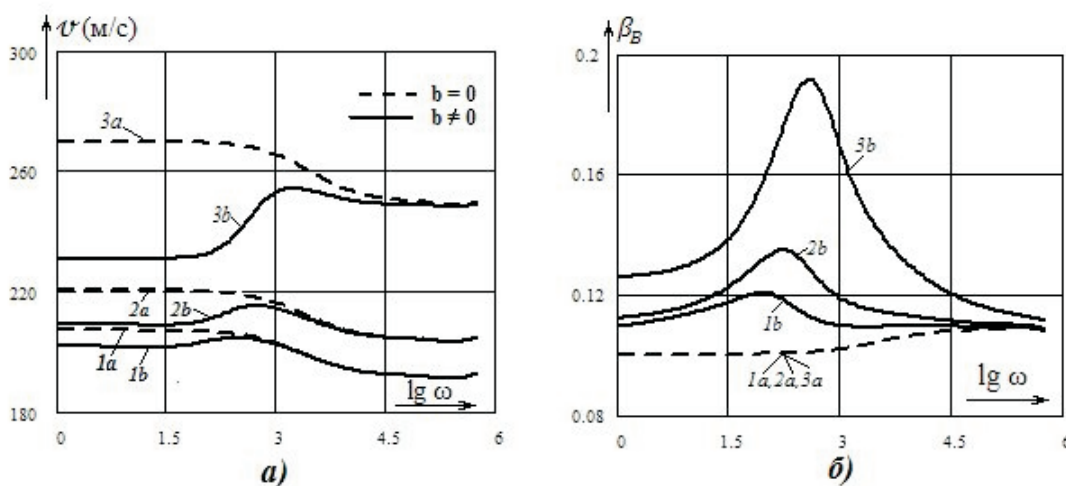 𝑣 (м/с)
300
260
220
180
b = 0
b ≠ 0
3a
3b
2a
2b
1a
1b
lg ω
0
1.5
3
4.5
6
а)
β_B
0.2
0.16
0.12
0.08
3b
2b
1b
1a,2a,3a
lg ω
0
1.5
3
4.5
6
б)